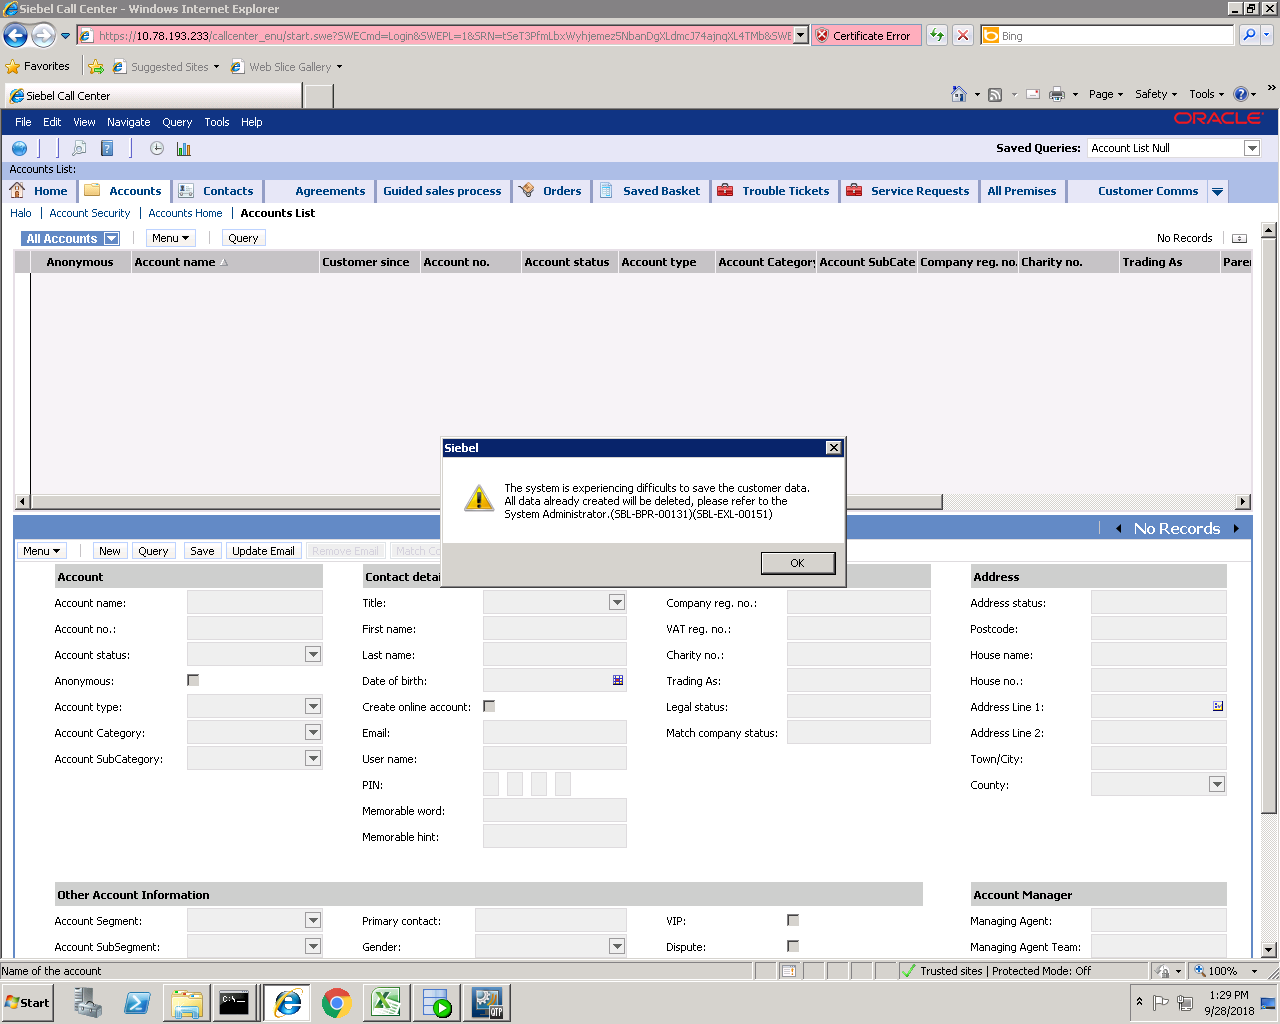 Siebel Call Center - Windows Internet Explorer
https://10.78.193.233/callcenter_enu/start.swe?SWECmd=Login&SWEPL=1&SRN= Certificate Error Bing
Favorites Suggested Sites Web Slice Gallery
Siebel Call Center Page Safety Tools
File Edit View Navigate Query Tools Help ORACLE
Saved Queries: Account List Null
Accounts List:
Home Accounts Contacts Agreements Guided sales process Orders Saved Basket Trouble Tickets Service Requests All Premises Customer Comms
Halo | Account Security | Accounts Home | Accounts List
All Accounts Menu Query No Records
Anonymous Account name Customer since Account no. Account status Account type Account Category Account SubCate Company reg. no. Charity no. Trading As Pare
Siebel
The system is experiencing difficults to save the customer data.
All data already created will be deleted, please refer to the
System Administrator.(SBL-BPR-00131)(SBL-EXL-00151)
OK
No Records
Menu New Query Save Update Email Remove Email Match Co
Account Contact detai Address
Account name: Title: Company reg. no.: Address status:
Account no.: First name: VAT reg. no.: Postcode:
Account status: Last name: Charity no.: House name:
Anonymous: Date of birth: Trading As: House no.:
Account type: Create online account: Legal status: Address Line 1:
Account Category: Email: Match company status: Address Line 2:
Account SubCategory: User name: Town/City:
PIN: County:
Memorable word:
Memorable hint:
Other Account Information Account Manager
Account Segment: Primary contact: VIP: Managing Agent:
Account SubSegment: Gender: Dispute: Managing Agent Team:
Name of the account Trusted sites | Protected Mode: Off 100%
Start QTP 1:29 PM
9/28/2018